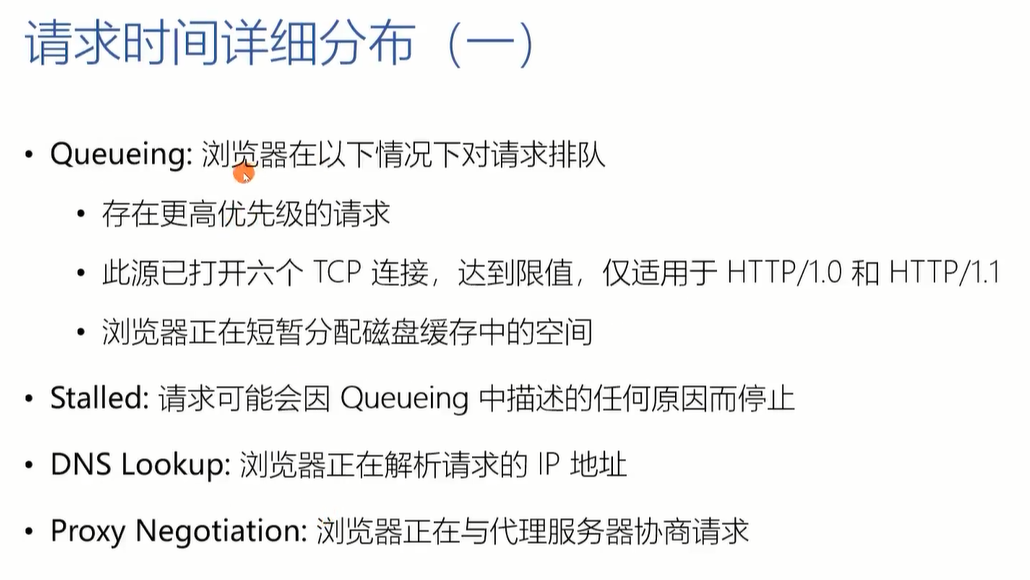 请求时间详细分布（一）
• Queueing: 浏览器在以下情况下对请求排队
• 存在更高优先级的请求
• 此源已打开六个 TCP 连接，达到限值，仅适用于 HTTP/1.0 和 HTTP/1.1
• 浏览器正在短暂分配磁盘缓存中的空间
• Stalled: 请求可能会因 Queueing 中描述的任何原因而停止
• DNS Lookup: 浏览器正在解析请求的 IP 地址
• Proxy Negotiation: 浏览器正在与代理服务器协商请求